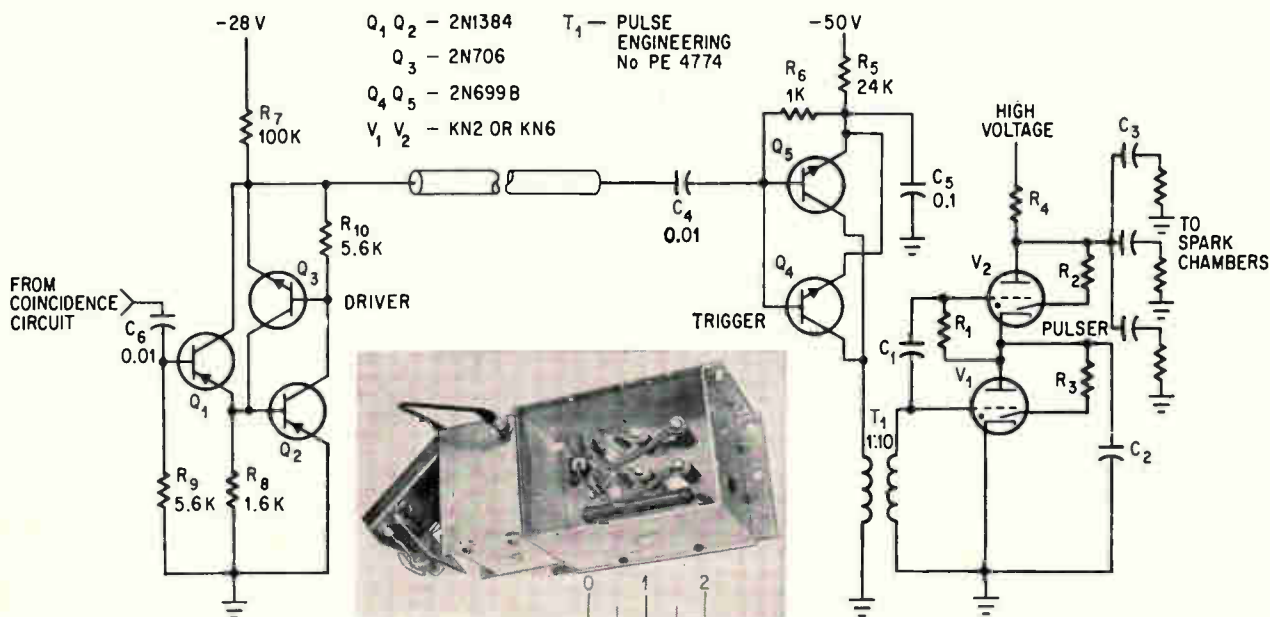 -28 V
Q1 Q2 - 2N1384
Q3 - 2N706
Q4 Q5 - 2N699B
V1 V2 - KN2 OR KN6
T1 - PULSE
ENGINEERING
No PE 4774
-50V
R7
100K
R6
1K
R5
24K
HIGH
VOLTAGE
C3
Q5
C4
0.01
C5
0.1
R4
R10
5.6K
TO
SPARK
CHAMBERS
FROM
COINCIDENCE
CIRCUIT
C6
0.01
Q3
DRIVER
Q4
TRIGGER
V2
R2
R1
PULSER
C1
V1
R3
Q1
Q2
T1
1:10
C2
R9
5.6K
R8
1.6K
0 1 2